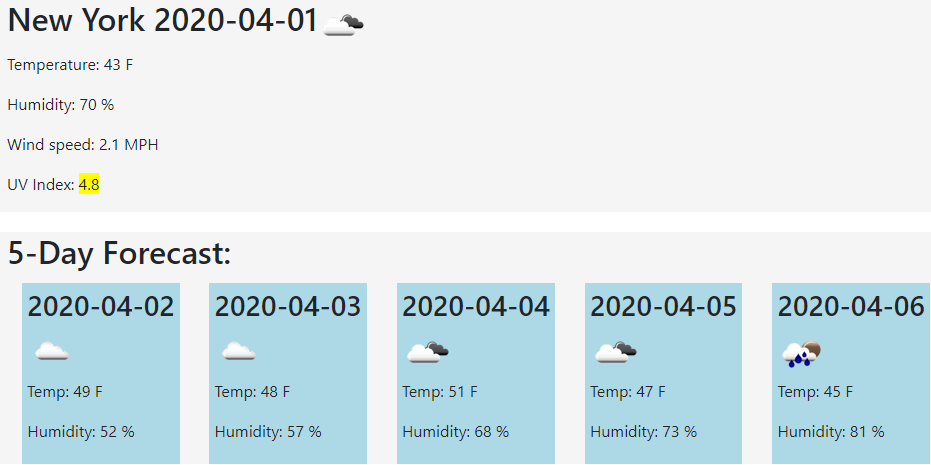 New York 2020-04-01
Temperature: 43 F
Humidity: 70 %
Wind speed: 2.1 MPH
UV Index: 4.8
5-Day Forecast:
2020-04-02
Temp: 49 F
Humidity: 52 %
2020-04-03
Temp: 48 F
Humidity: 57 %
2020-04-04
Temp: 51 F
Humidity: 68 %
2020-04-05
Temp: 47 F
Humidity: 73 %
2020-04-06
Temp: 45 F
Humidity: 81 %